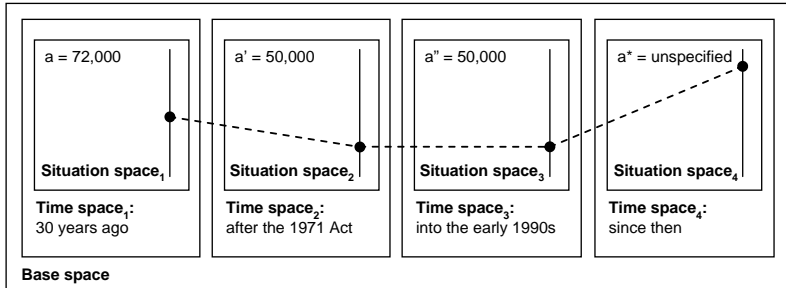 a = 72,000
Situation space₁
Time space₁:
30 years ago
a’ = 50,000
Situation space₂
Time space₂:
after the 1971 Act
a” = 50,000
Situation space₃
Time space₃:
into the early 1990s
a* = unspecified
Situation space₄
Time space₄:
since then
Base space